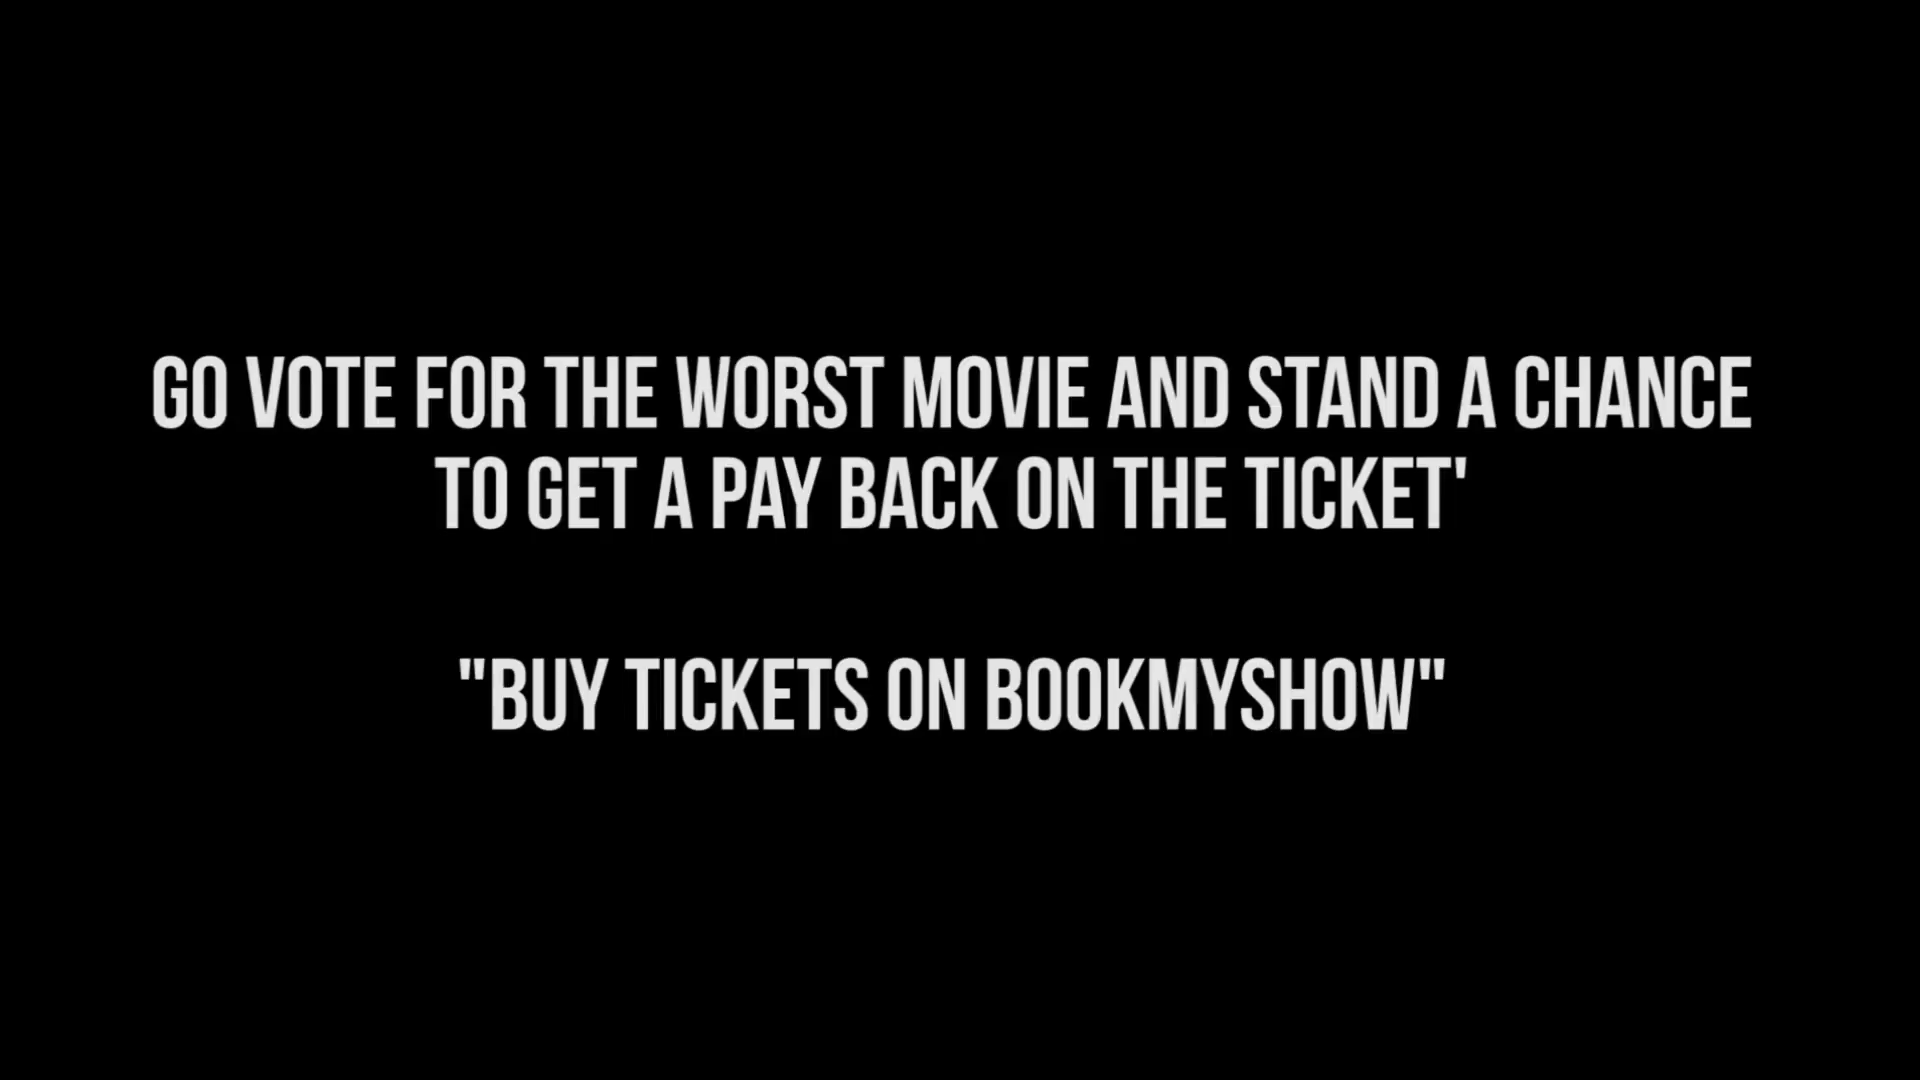 GO VOTE FOR THE WORST MOVIE AND STAND A CHANCE
TO GET A PAY BACK ON THE TICKET'
"BUY TICKETS ON BOOKMYSHOW"